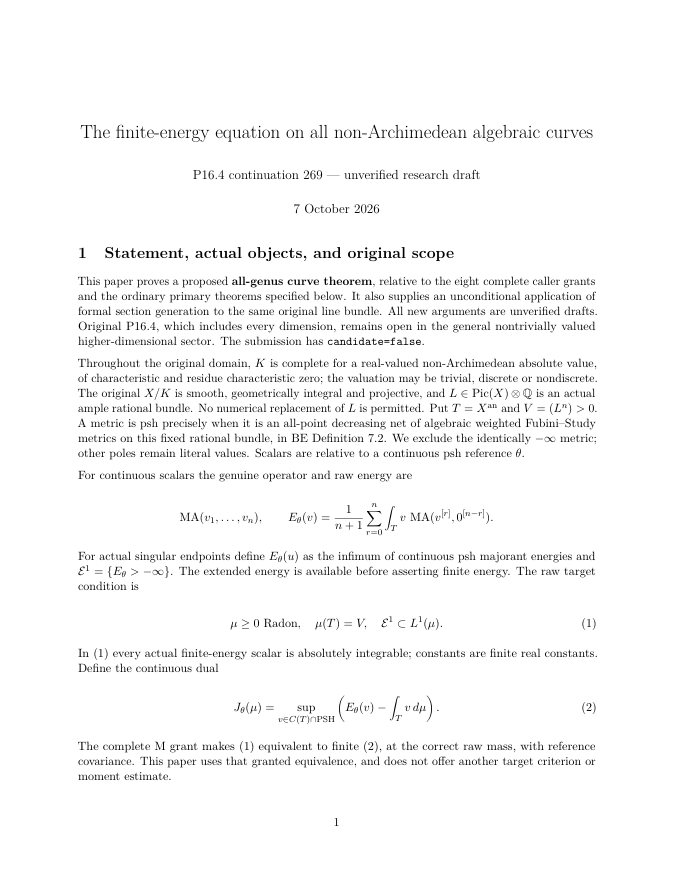 The finite-energy equation on all non-Archimedean algebraic curves
P16.4 continuation 269 — unverified research draft
7 October 2026
1 Statement, actual objects, and original scope
This paper proves a proposed all-genus curve theorem, relative to the eight complete caller grants
and the ordinary primary theorems specified below. It also supplies an unconditional application of
formal section generation to the same original line bundle. All new arguments are unverified drafts.
Original P16.4, which includes every dimension, remains open in the general nontrivially valued
higher-dimensional sector. The submission has candidate=false.
Throughout the original domain, K is complete for a real-valued non-Archimedean absolute value,
of characteristic and residue characteristic zero; the valuation may be trivial, discrete or nondiscrete.
The original X/K is smooth, geometrically integral and projective, and L ∈ Pic(X) ⊗ ℚ is an actual
ample rational bundle. No numerical replacement of L is permitted. Put T = X^an and V = (L^n) > 0.
A metric is psh precisely when it is an all-point decreasing net of algebraic weighted Fubini–Study
metrics on this fixed rational bundle, in BE Definition 7.2. We exclude the identically −∞ metric;
other poles remain literal values. Scalars are relative to a continuous psh reference θ.
For continuous scalars the genuine operator and raw energy are
MA(v_1, . . . , v_n), E_θ(v) = 1/(n + 1) ∑_{r=0}^{n} ∫_T v MA(v^{[r]}, 0^{[n−r]}).
For actual singular endpoints define E_θ(u) as the infimum of continuous psh majorant energies and
ℰ^1 = {E_θ > −∞}. The extended energy is available before asserting finite energy. The raw target
condition is
μ ≥ 0 Radon, μ(T) = V, ℰ^1 ⊂ L^1(μ). (1)
In (1) every actual finite-energy scalar is absolutely integrable; constants are finite real constants.
Define the continuous dual
J_θ(μ) = sup_{v∈C(T)∩PSH} (E_θ(v) − ∫_T v dμ). (2)
The complete M grant makes (1) equivalent to finite (2), at the correct raw mass, with reference
covariance. This paper uses that granted equivalence, and does not offer another target criterion or
moment estimate.
1